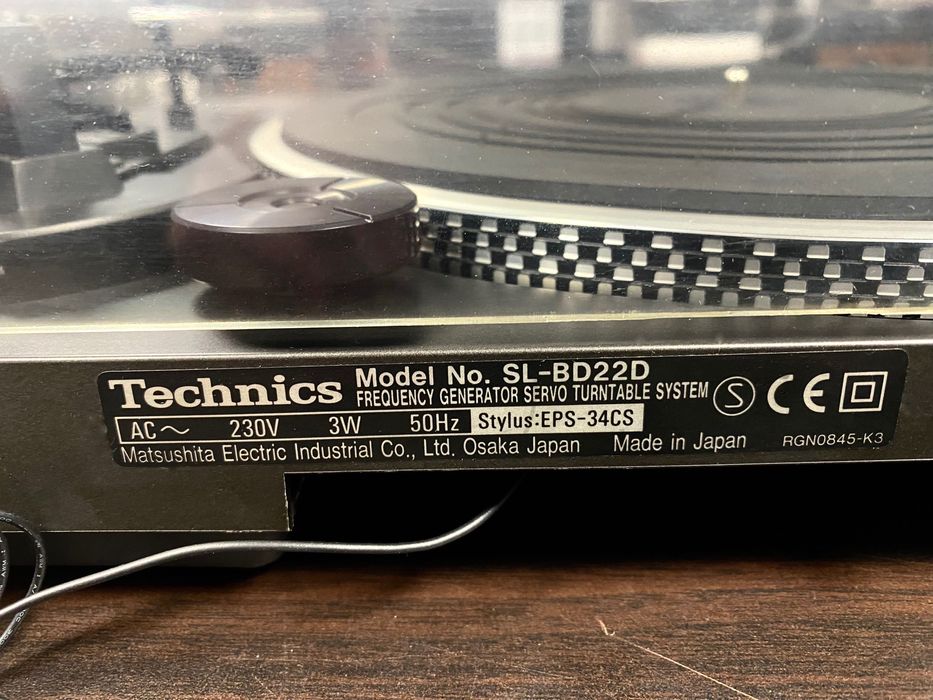 Technics Model No. SL-BD22D
FREQUENCY GENERATOR SERVO TURNTABLE SYSTEM S CE
AC~ 230V 3W 50Hz Stylus:EPS-34CS
Matsushita Electric Industrial Co., Ltd. Osaka Japan Made in Japan RGN0845-K3